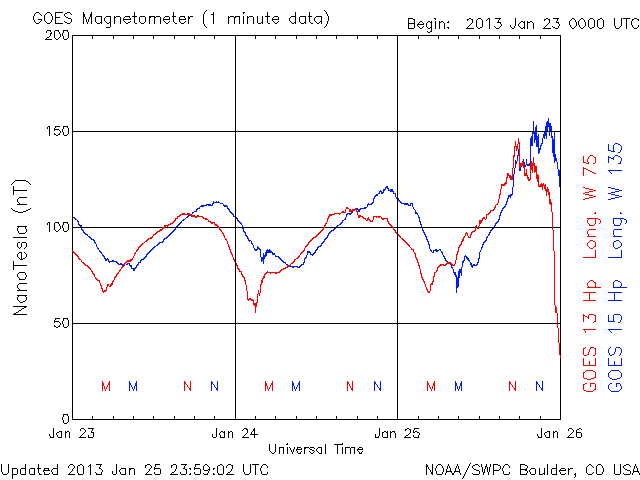 GOES Magnetometer (1 minute data)
Begin: 2013 Jan 23 0000 UTC
200
150
100
50
0
NanoTesla (nT)
M M N N M M N N M M N N
Jan 23 Jan 24 Jan 25 Jan 26
Universal Time
GOES 13 Hp Long. W 75
GOES 15 Hp Long. W 135
Updated 2013 Jan 25 23:59:02 UTC
NOAA/SWPC Boulder, CO USA